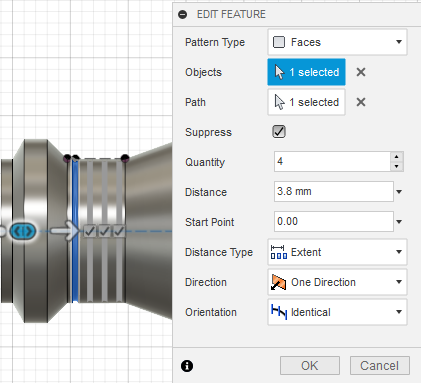 EDIT FEATURE
Pattern Type Faces
Objects 1 selected
Path 1 selected
Suppress
Quantity 4
Distance 3.8 mm
Start Point 0.00
Distance Type Extent
Direction One Direction
Orientation Identical
OK Cancel